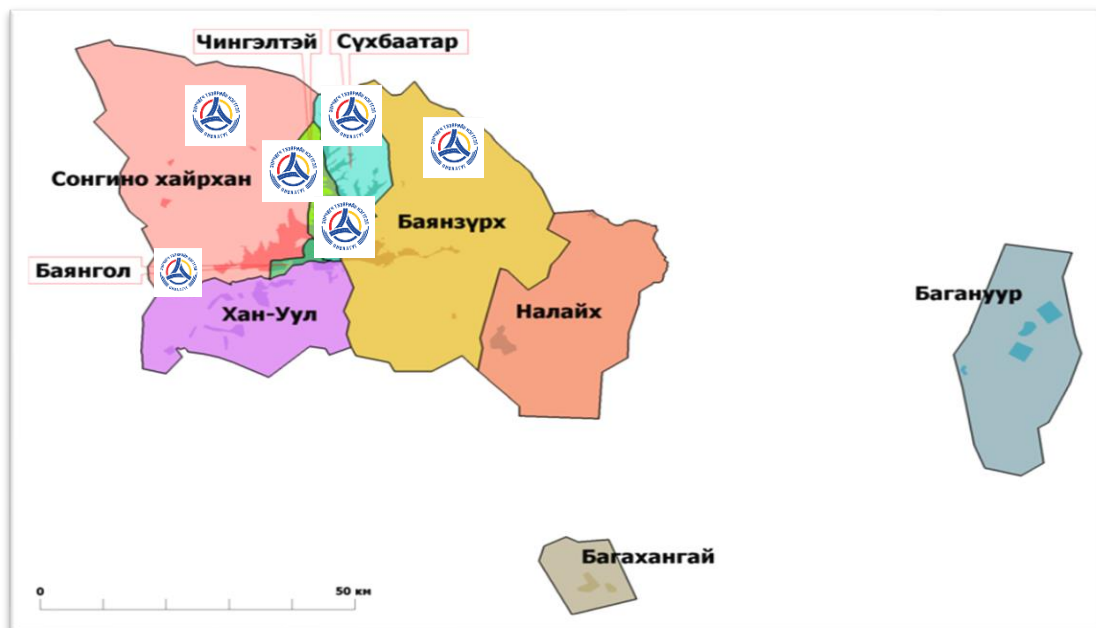 Чингэлтэй
Сүхбаатар
Сонгино хайрхан
Баянзүрх
Баянгол
Хан-Уул
Налайх
Багануур
Багахангай
0
50 км